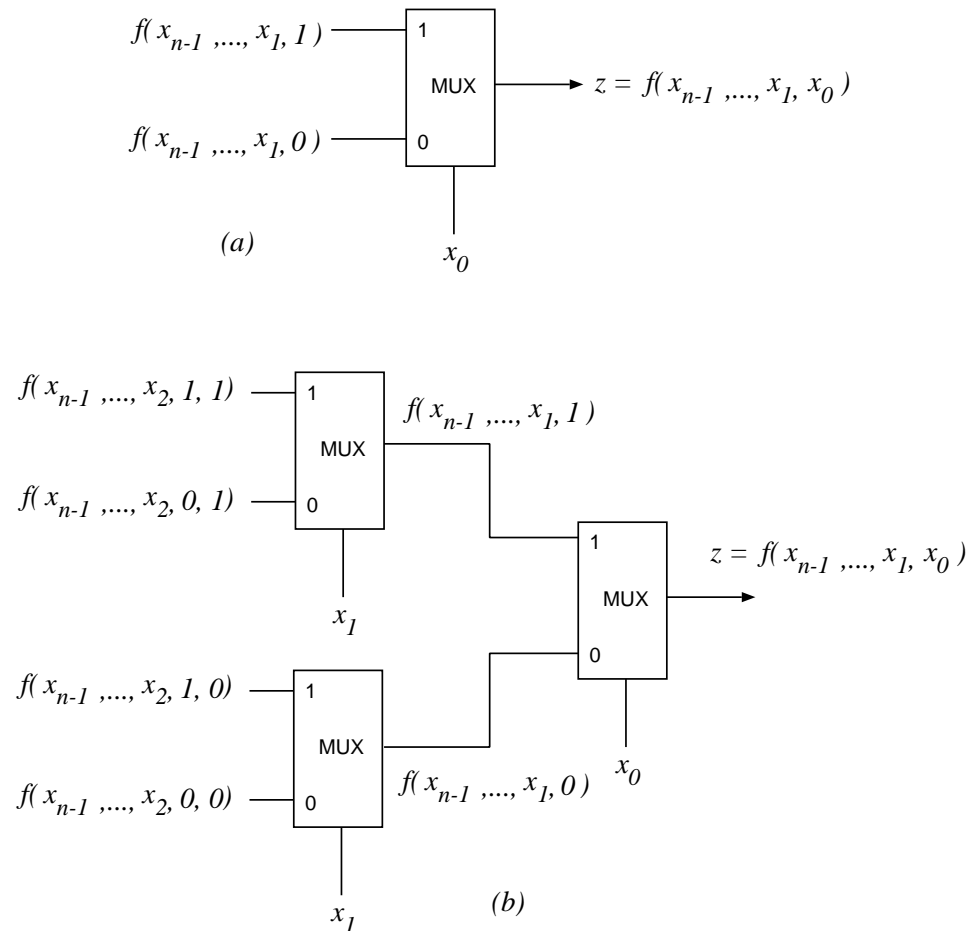 f( x_{n-1} ,..., x_1, 1 )
1
MUX
z = f( x_{n-1} ,..., x_1, x_0 )
f( x_{n-1} ,..., x_1, 0 )
0
(a)
x_0
f( x_{n-1} ,..., x_2, 1, 1)
1
f( x_{n-1} ,..., x_1, 1 )
MUX
f( x_{n-1} ,..., x_2, 0, 1)
0
x_1
1
z = f( x_{n-1} ,..., x_1, x_0 )
MUX
0
x_0
f( x_{n-1} ,..., x_2, 1, 0)
1
MUX
f( x_{n-1} ,..., x_1, 0 )
f( x_{n-1} ,..., x_2, 0, 0)
0
x_1
(b)